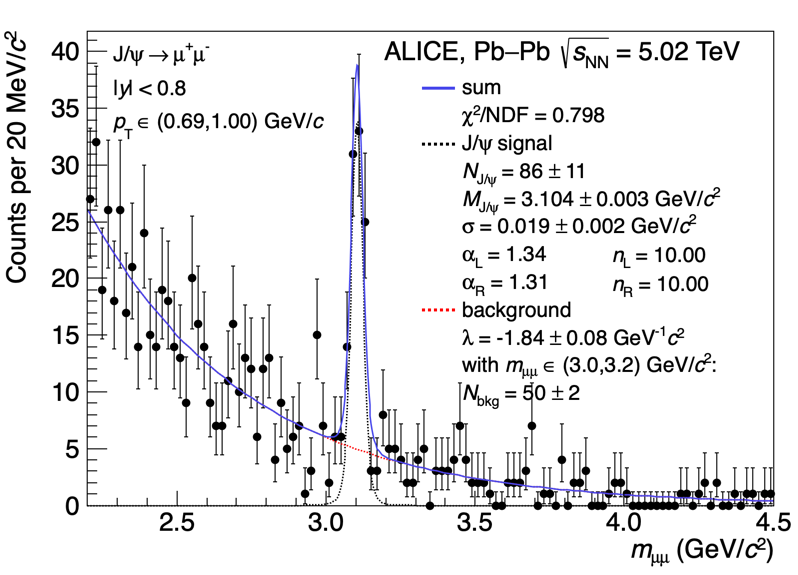 Counts per 20 MeV/c²
40
35
30
25
20
15
10
5
0
J/ψ → μ⁺μ⁻
|y| < 0.8
p_T ∈ (0.69,1.00) GeV/c
ALICE, Pb–Pb √s_NN = 5.02 TeV
sum
χ²/NDF = 0.798
J/ψ signal
N_J/ψ = 86 ± 11
M_J/ψ = 3.104 ± 0.003 GeV/c²
σ = 0.019 ± 0.002 GeV/c²
α_L = 1.34 n_L = 10.00
α_R = 1.31 n_R = 10.00
background
λ = -1.84 ± 0.08 GeV⁻¹c²
with m_μμ ∈ (3.0,3.2) GeV/c²:
N_bkg = 50 ± 2
2.5 3.0 3.5 4.0 4.5
m_μμ (GeV/c²)